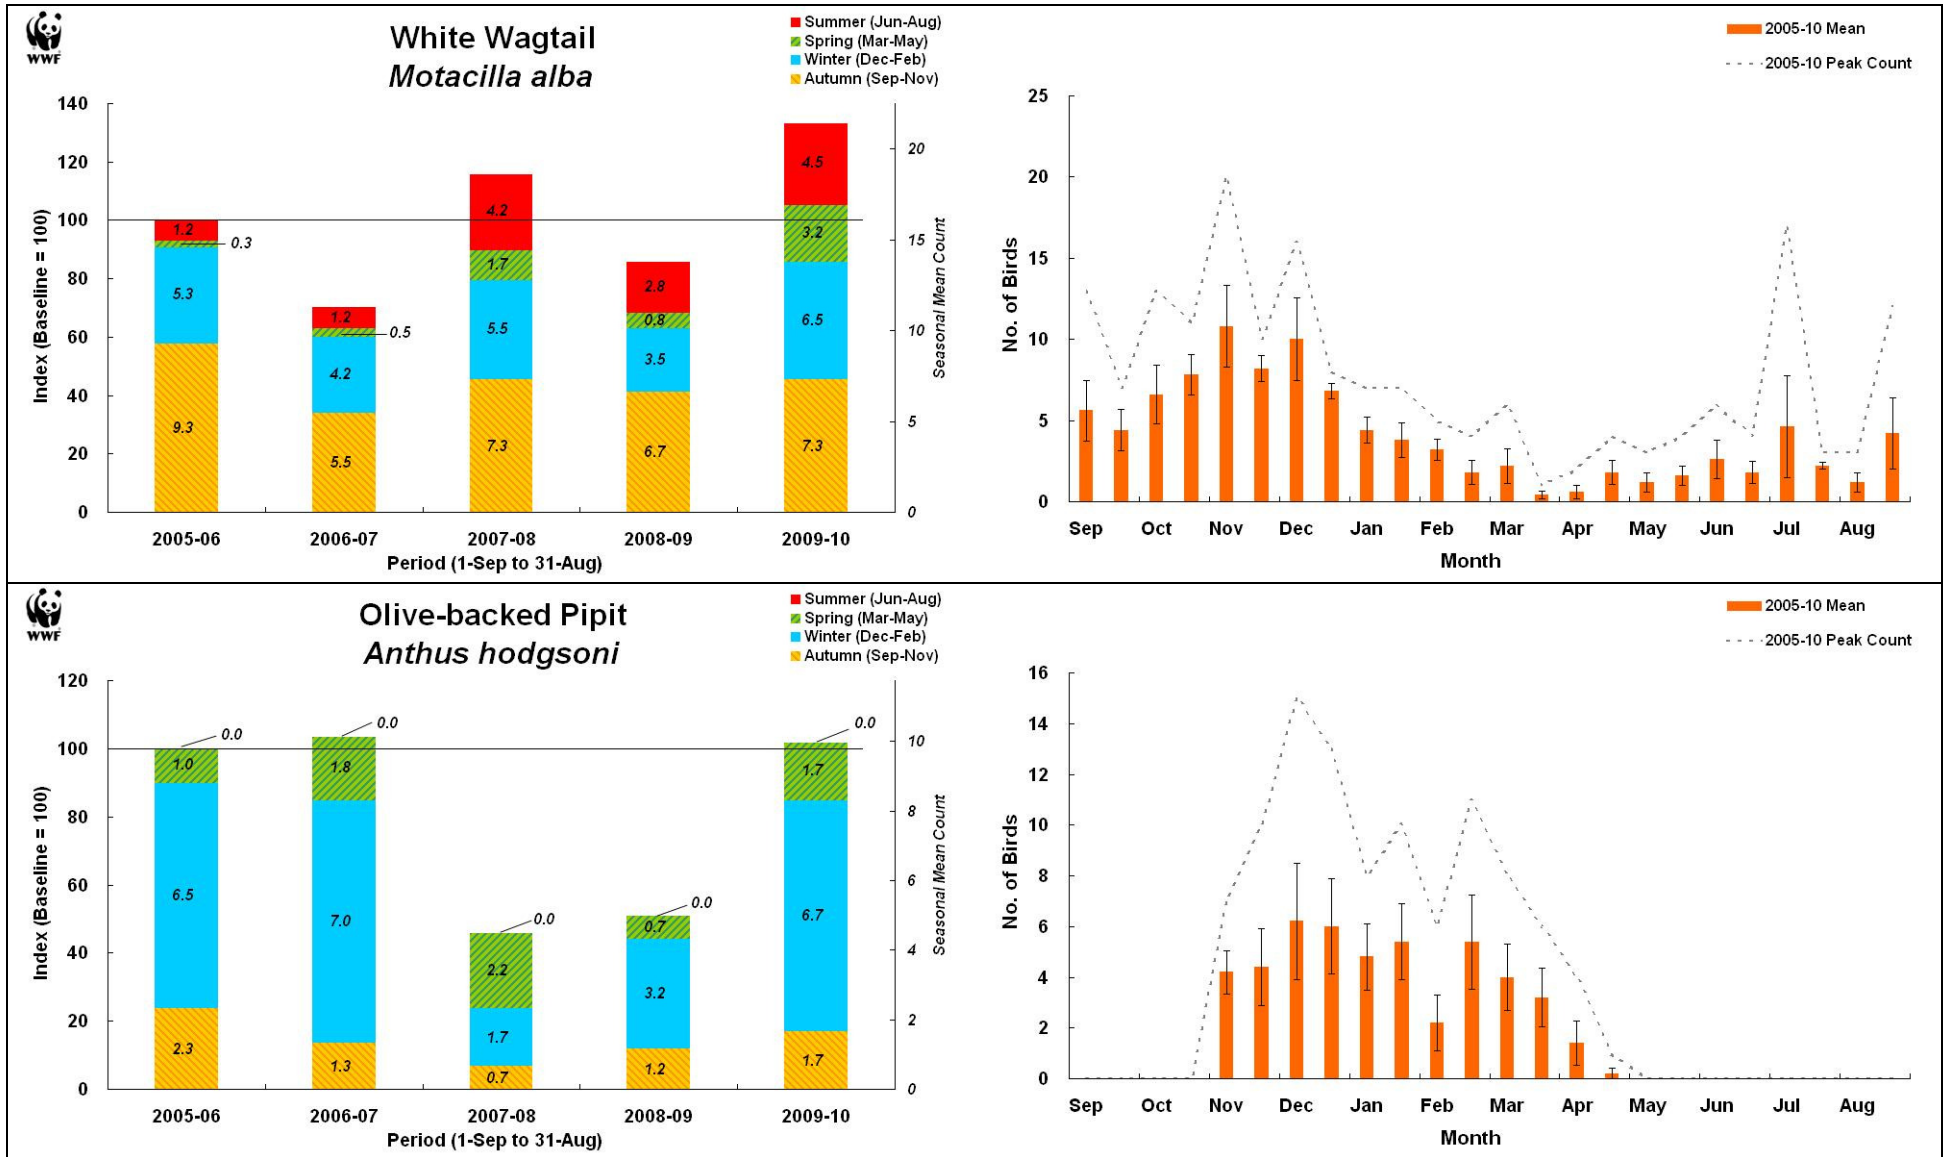 WWF
White Wagtail
Motacilla alba
Summer (Jun-Aug)
Spring (Mar-May)
Winter (Dec-Feb)
Autumn (Sep-Nov)
Index (Baseline = 100)
140
120
100
80
60
40
20
0
1.2
0.3
5.3
9.3
1.2
0.5
4.2
5.5
4.2
1.7
5.5
7.3
2.8
0.8
3.5
6.7
4.5
3.2
6.5
7.3
20
15
10
5
0
Seasonal Mean Count
2005-06 2006-07 2007-08 2008-09 2009-10
Period (1-Sep to 31-Aug)
2005-10 Mean
2005-10 Peak Count
No. of Birds
25
20
15
10
5
0
Sep Oct Nov Dec Jan Feb Mar Apr May Jun Jul Aug
Month
WWF
Olive-backed Pipit
Anthus hodgsoni
Summer (Jun-Aug)
Spring (Mar-May)
Winter (Dec-Feb)
Autumn (Sep-Nov)
Index (Baseline = 100)
120
100
80
60
40
20
0
0.0
1.0
6.5
2.3
0.0
1.8
7.0
1.3
0.0
2.2
1.7
0.7
0.0
0.7
3.2
1.2
0.0
1.7
6.7
1.7
10
8
6
4
2
0
Seasonal Mean Count
2005-06 2006-07 2007-08 2008-09 2009-10
Period (1-Sep to 31-Aug)
2005-10 Mean
2005-10 Peak Count
No. of Birds
16
14
12
10
8
6
4
2
0
Sep Oct Nov Dec Jan Feb Mar Apr May Jun Jul Aug
Month